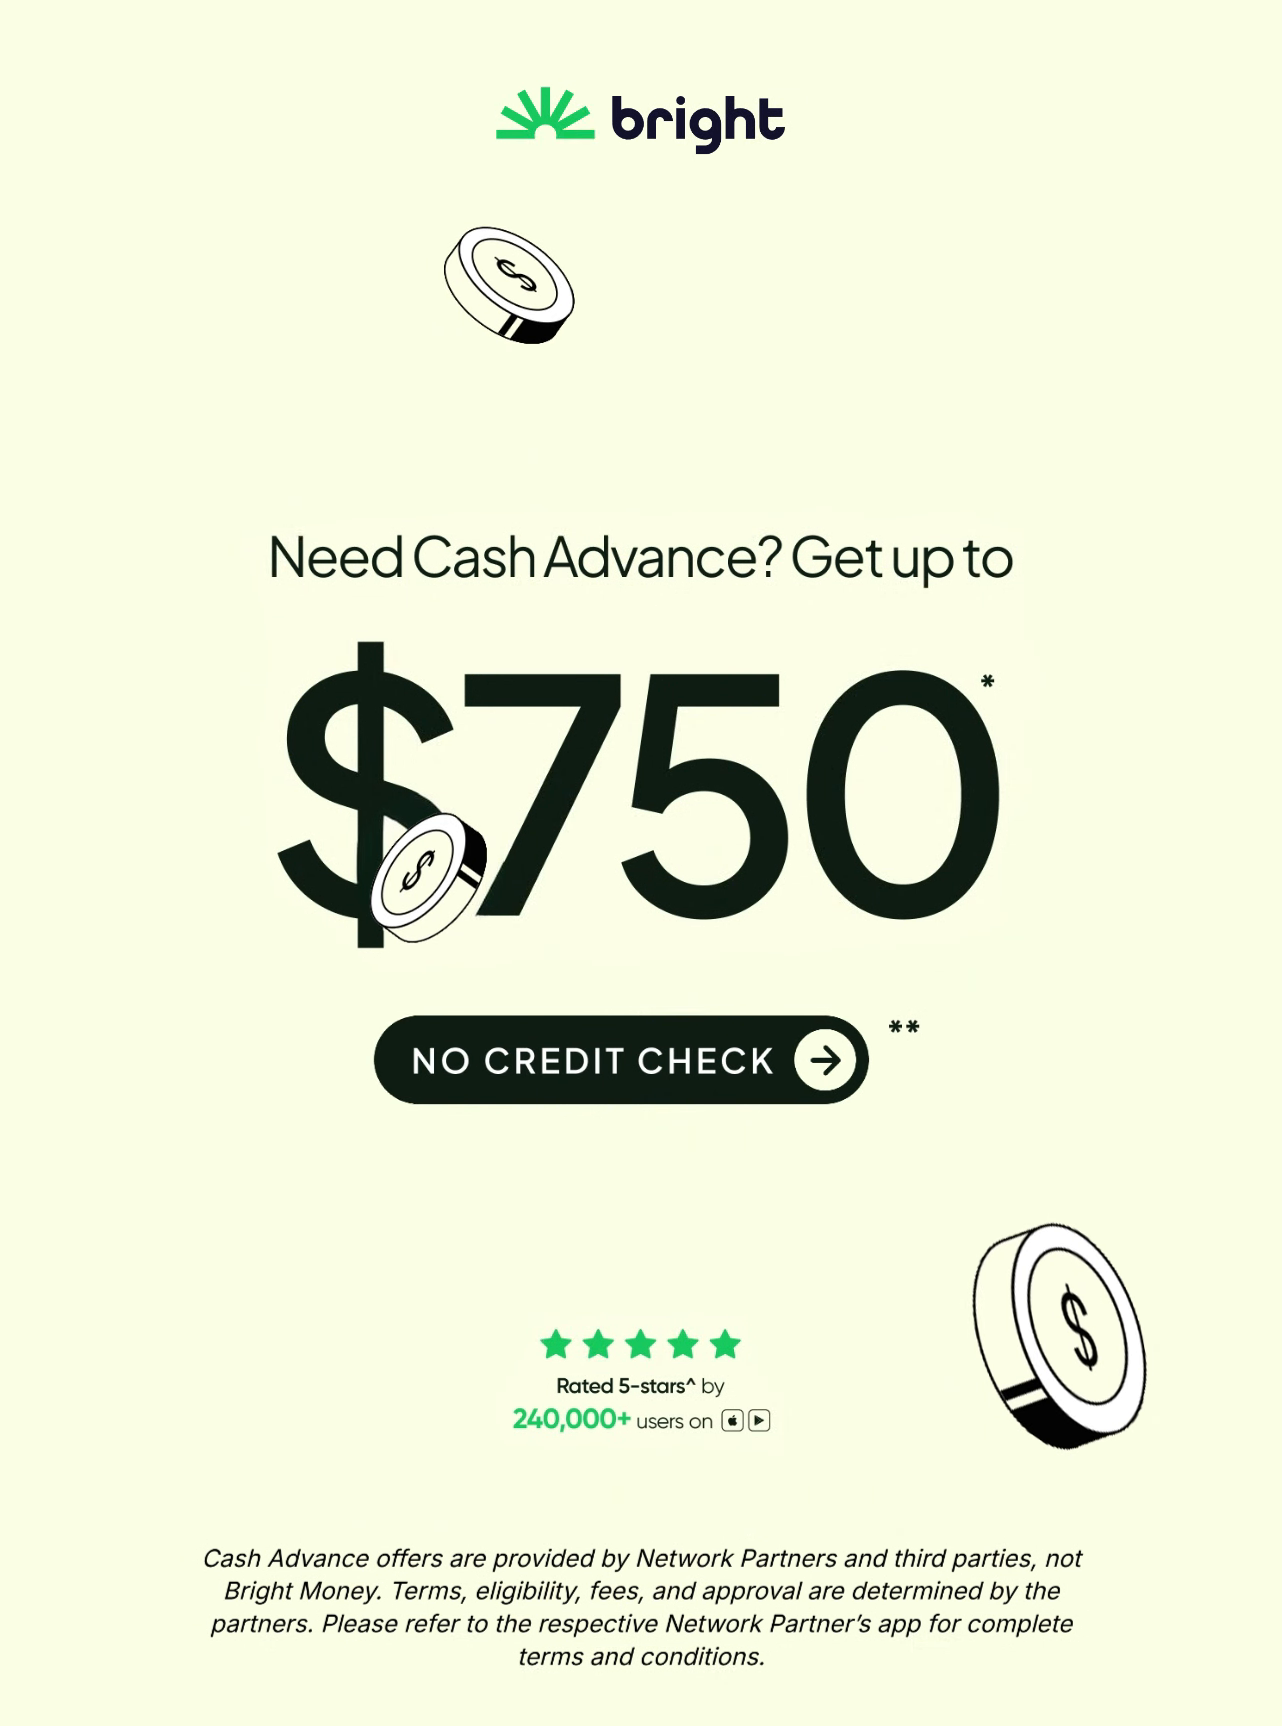 bright
Need Cash Advance? Get up to
$750*
NO CREDIT CHECK **
Rated 5-stars^ by
240,000+ users on
Cash Advance offers are provided by Network Partners and third parties, not
Bright Money. Terms, eligibility, fees, and approval are determined by the
partners. Please refer to the respective Network Partner’s app for complete
terms and conditions.